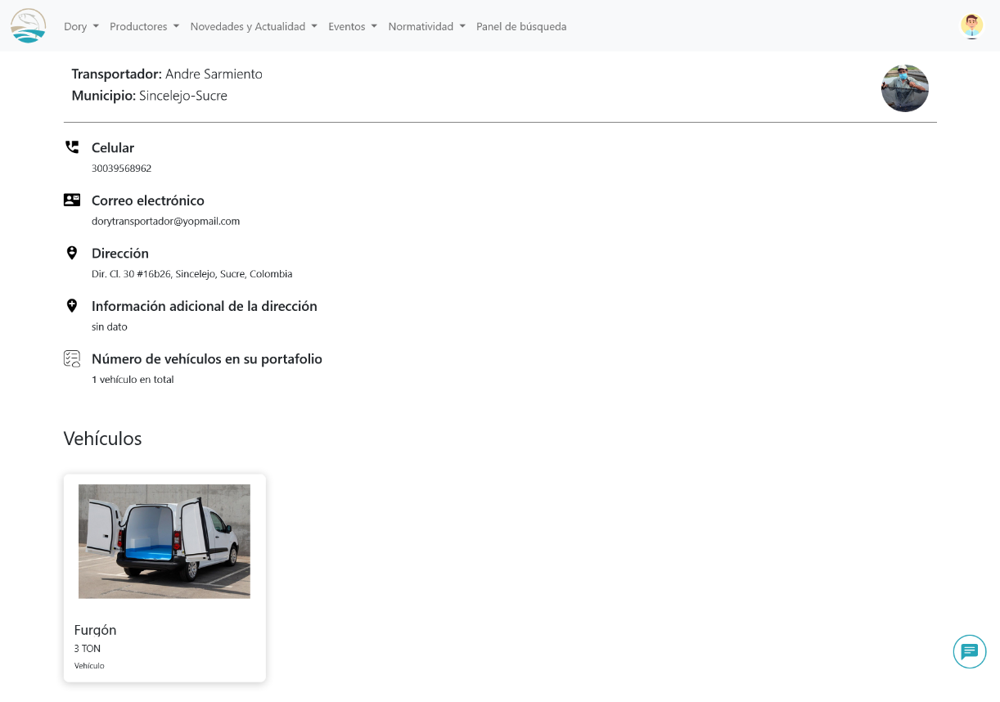 Dory Productores Novedades y Actualidad Eventos Normatividad Panel de búsqueda
Transportador: Andre Sarmiento
Municipio: Sincelejo-Sucre
Celular
30039568962
Correo electrónico
dorytransportador@yopmail.com
Dirección
Dir. Cl. 30 #16b26, Sincelejo, Sucre, Colombia
Información adicional de la dirección
sin dato
Número de vehículos en su portafolio
1 vehículo en total
Vehículos
Furgón
3 TON
Vehículo